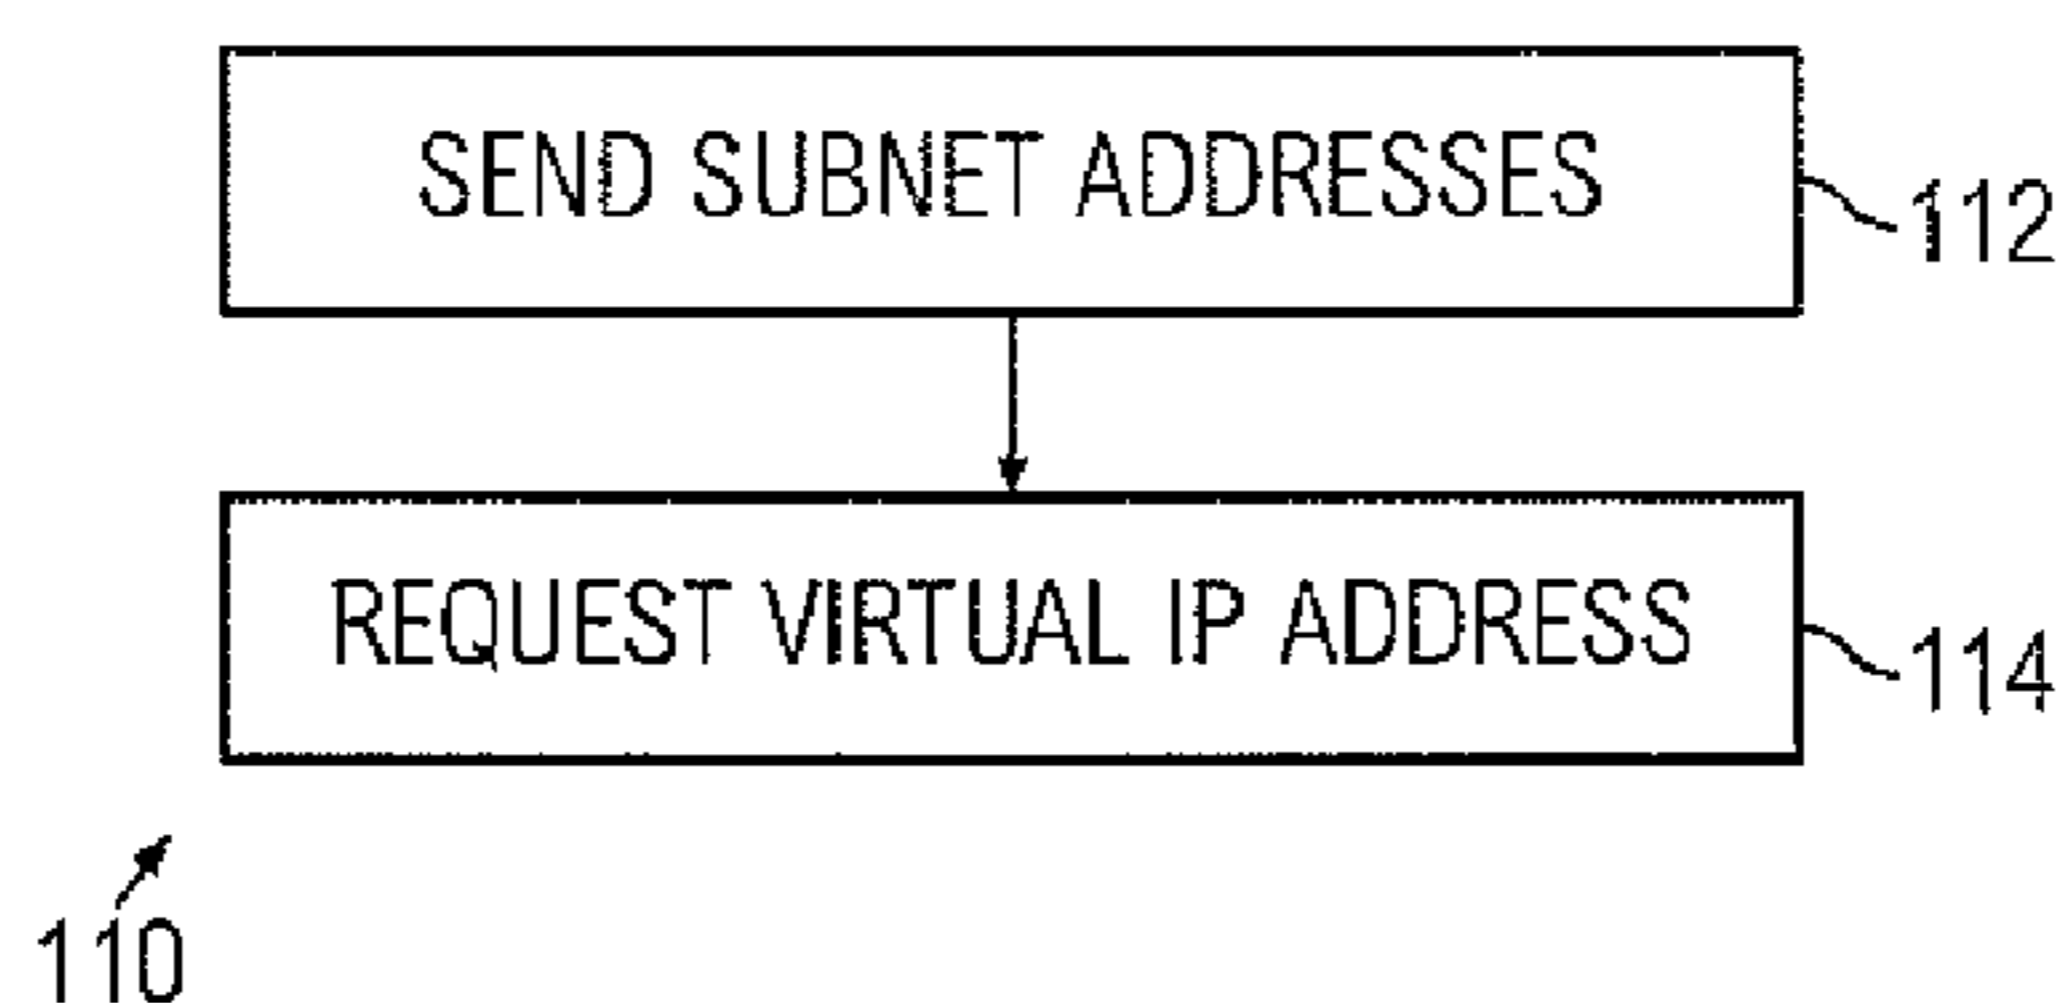 SEND SUBNET ADDRESSES
112
REQUEST VIRTUAL IP ADDRESS
114
110